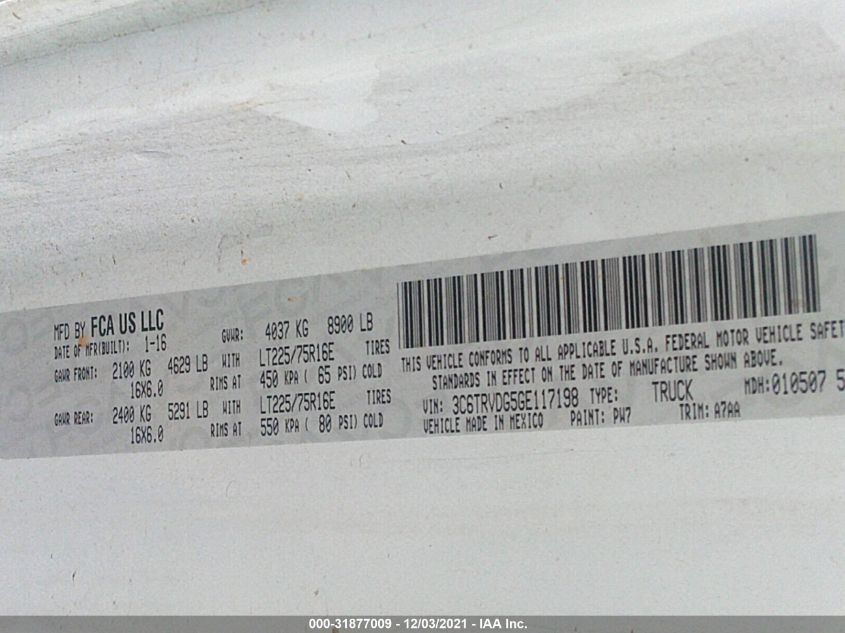 MFD BY FCA US LLC
DATE OF MFR(BUILT): 1-16 GVWR: 4037 KG 8900 LB
GAWR FRONT: 2100 KG 4629 LB WITH LT225/75R16E TIRES
16X6.0 RIMS AT 450 KPA ( 65 PSI) COLD
GAWR REAR: 2400 KG 5291 LB WITH LT225/75R16E TIRES
16X6.0 RIMS AT 550 KPA ( 80 PSI) COLD
THIS VEHICLE CONFORMS TO ALL APPLICABLE U.S.A. FEDERAL MOTOR VEHICLE SAFET
STANDARDS IN EFFECT ON THE DATE OF MANUFACTURE SHOWN ABOVE.
VIN: 3C6TRVDG5GE117198 TYPE: TRUCK MDH:010507 5
VEHICLE MADE IN MEXICO PAINT: PW7 TRIM: A7AA
000-31877009 - 12/03/2021 - IAA Inc.